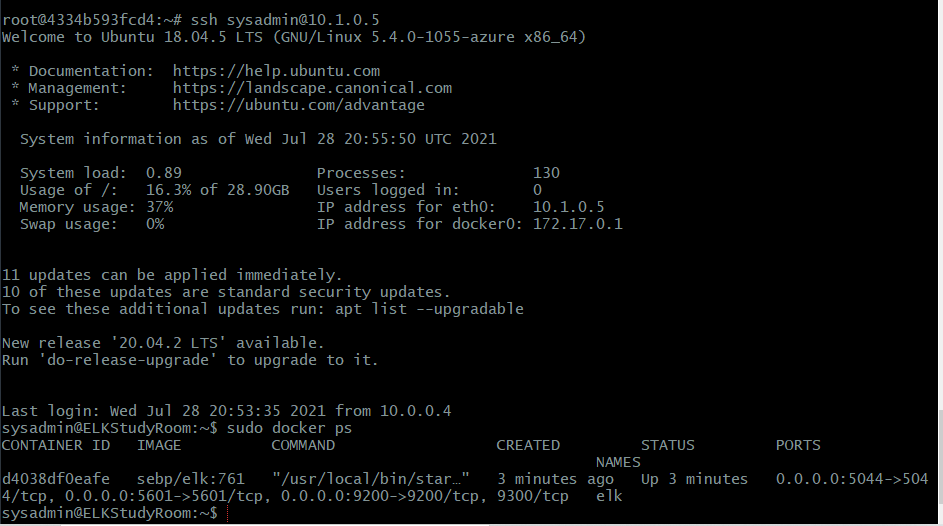 root@4334b593fcd4:~# ssh sysadmin@10.1.0.5
Welcome to Ubuntu 18.04.5 LTS (GNU/Linux 5.4.0-1055-azure x86_64)
* Documentation:  https://help.ubuntu.com
* Management:     https://landscape.canonical.com
* Support:        https://ubuntu.com/advantage
System information as of Wed Jul 28 20:55:50 UTC 2021
System load:  0.89               Processes:              130
Usage of /:   16.3% of 28.90GB   Users logged in:        0
Memory usage: 37%                IP address for eth0:    10.1.0.5
Swap usage:   0%                 IP address for docker0: 172.17.0.1
11 updates can be applied immediately.
10 of these updates are standard security updates.
To see these additional updates run: apt list --upgradable
New release '20.04.2 LTS' available.
Run 'do-release-upgrade' to upgrade to it.
Last login: Wed Jul 28 20:53:35 2021 from 10.0.0.4
sysadmin@ELKStudyRoom:~$ sudo docker ps
CONTAINER ID   IMAGE          COMMAND                  CREATED         STATUS         PORTS
NAMES
d4038df0eafe   sebp/elk:761   "/usr/local/bin/star…"   3 minutes ago   Up 3 minutes   0.0.0.0:5044->504
4/tcp, 0.0.0.0:5601->5601/tcp, 0.0.0.0:9200->9200/tcp, 9300/tcp   elk
sysadmin@ELKStudyRoom:~$